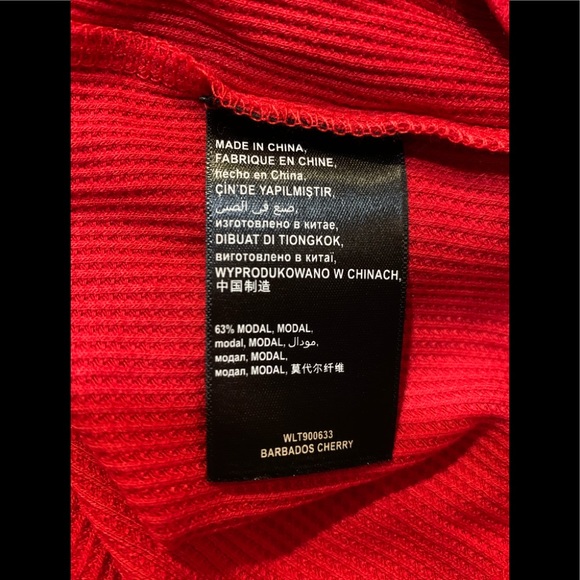 MADE IN CHINA,
FABRIQUE EN CHINE,
hecho en China,
ÇİN'DE YAPILMIŞTIR,
صنع في الصين,
изготовлено в китае,
DIBUAT DI TIONGKOK,
виготовлено в китаї,
WYPRODUKOWANO W CHINACH,
中国制造
63% MODAL, MODAL,
modal, MODAL, مودال,
модал, MODAL,
модал, MODAL, 莫代尔纤维
WLT900633
BARBADOS CHERRY